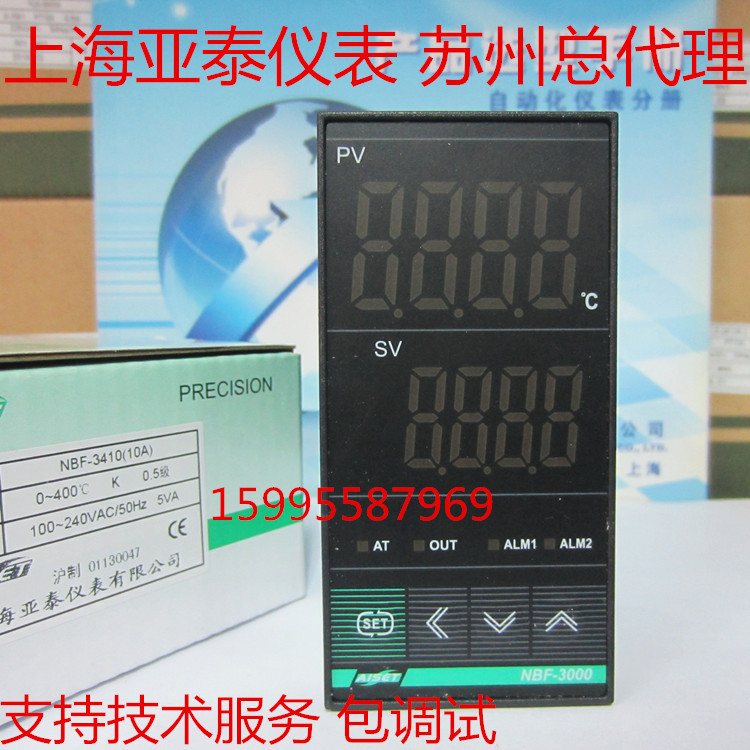 上海亚泰仪表 苏州总代理
自动化仪表分册
PV
℃
SV
公司
Co.,Ltd.
上海
PRECISION
NBF-3410(10A)
0~400℃ K 0.5级
100~240VAC/50Hz 5VA
CE
沪制 01130047
海亚泰仪表有限公司
15995587969
AT OUT ALM1 ALM2
SET
AISET NBF-3000
支持技术服务 包调试